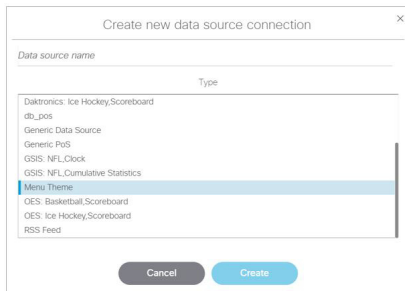 Create new data source connection
Data source name
Type
Daktronics: Ice Hockey,Scoreboard
db_pos
Generic Data Source
Generic PoS
GSIS: NFL,Clock
GSIS: NFL,Cumulative Statistics
Menu Theme
OES: Basketball,Scoreboard
OES: Ice Hockey,Scoreboard
RSS Feed
Cancel
Create